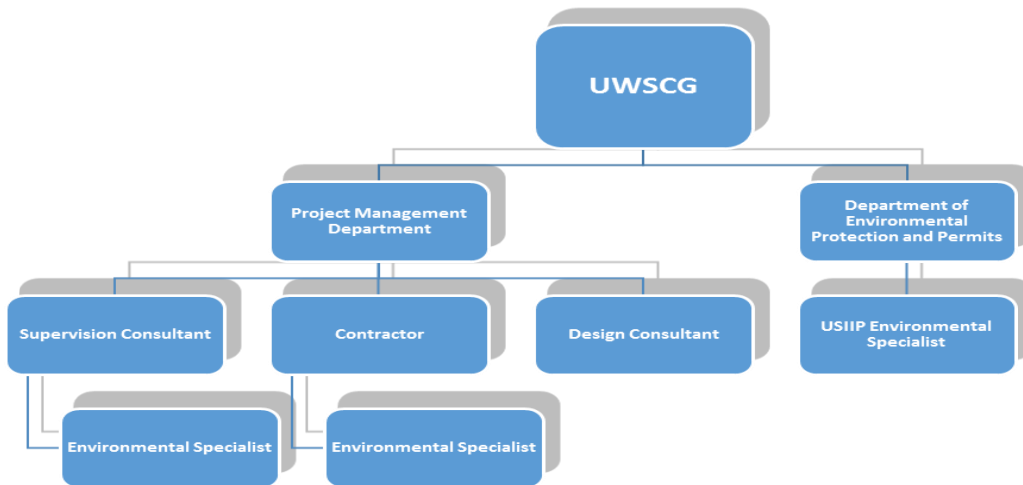 UWSCG
Project Management
Department
Department of
Environmental
Protection and Permits
Supervision Consultant
Contractor
Design Consultant
USIIP Environmental
Specialist
Environmental Specialist
Environmental Specialist